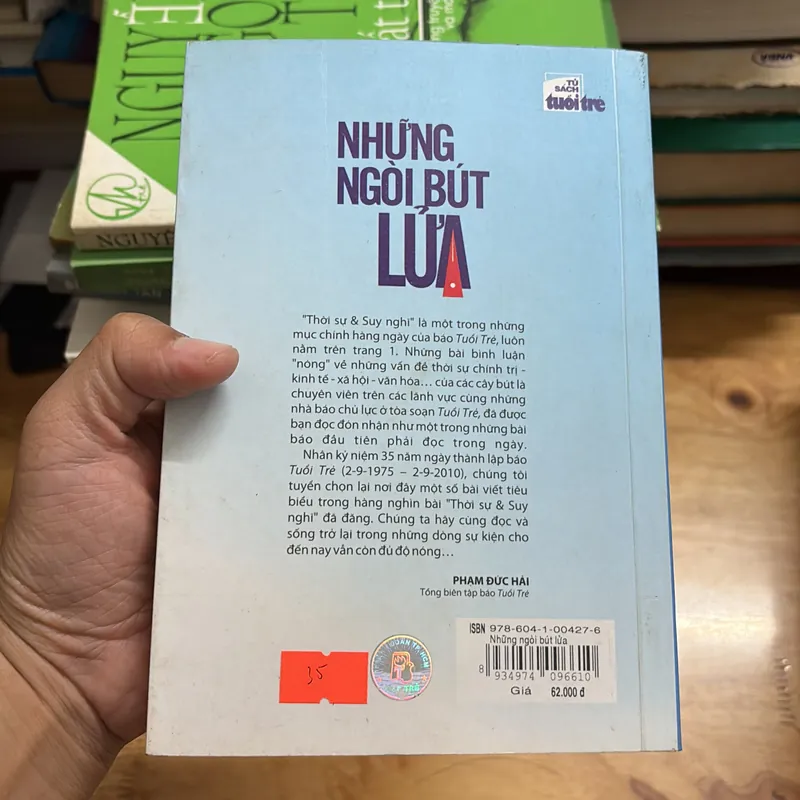 NGUYỄ
NGUYỄ
TỦ
SÁCH
tuổi trẻ
NHỮNG
NGÒI BÚT
LỬA
"Thời sự & Suy nghĩ" là một trong những
mục chính hàng ngày của báo Tuổi Trẻ, luôn
nằm trên trang 1. Những bài bình luận
"nóng" về những vấn đề thời sự chính trị -
kinh tế - xã hội - văn hóa... của các cây bút là
chuyên viên trên các lãnh vực cùng những
nhà báo chủ lực ở tòa soạn Tuổi Trẻ, đã được
bạn đọc đón nhận như một trong những bài
báo đầu tiên phải đọc trong ngày.
Nhân kỷ niệm 35 năm ngày thành lập báo
Tuổi Trẻ (2-9-1975 – 2-9-2010), chúng tôi
tuyển chọn lại nơi đây một số bài viết tiêu
biểu trong hàng nghìn bài "Thời sự & Suy
nghĩ" đã đăng. Chúng ta hãy cùng đọc và
sống trở lại trong những dòng sự kiện cho
đến nay vẫn còn đủ độ nóng...
PHẠM ĐỨC HẢI
Tổng biên tập báo Tuổi Trẻ
35
ISBN 978-604-1-00427-6
Những ngòi bút lửa
8 934974 096610
Giá 62.000 đ